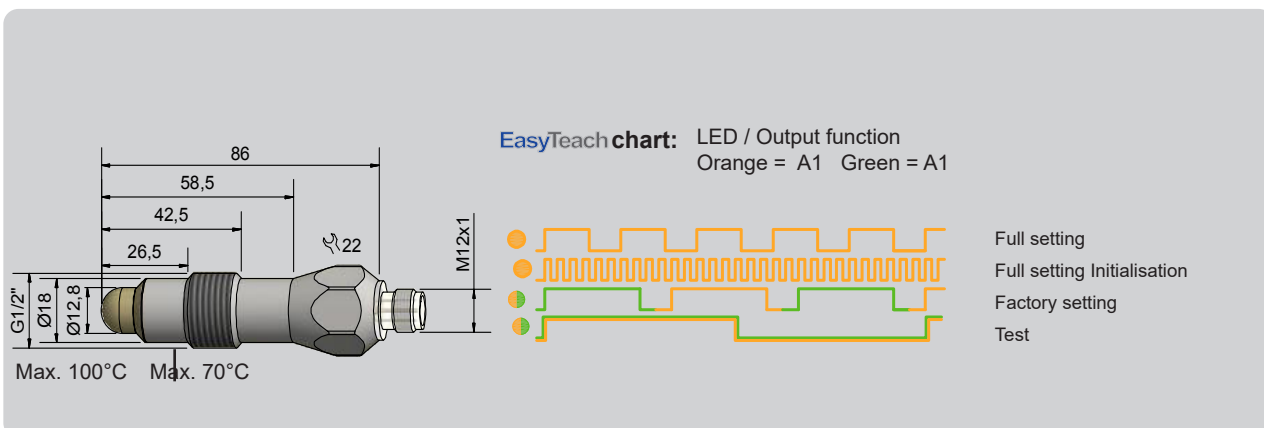 EasyTeach chart: LED / Output function
Orange = A1 Green = A1
86
58,5
42,5
26,5
22
M12x1
G1/2"
Ø18
Ø12,8
Max. 100°C Max. 70°C
Full setting
Full setting Initialisation
Factory setting
Test